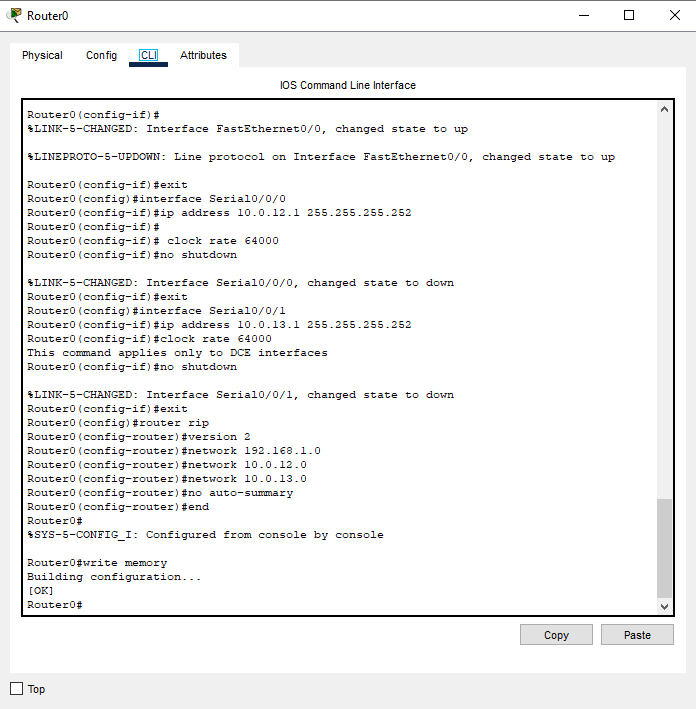 Router0
Physical Config CLI Attributes
IOS Command Line Interface
Router0(config-if)#
%LINK-5-CHANGED: Interface FastEthernet0/0, changed state to up
%LINEPROTO-5-UPDOWN: Line protocol on Interface FastEthernet0/0, changed state to up
Router0(config-if)#exit
Router0(config)#interface Serial0/0/0
Router0(config-if)#ip address 10.0.12.1 255.255.255.252
Router0(config-if)#
Router0(config-if)# clock rate 64000
Router0(config-if)#no shutdown
%LINK-5-CHANGED: Interface Serial0/0/0, changed state to down
Router0(config-if)#exit
Router0(config)#interface Serial0/0/1
Router0(config-if)#ip address 10.0.13.1 255.255.255.252
Router0(config-if)#clock rate 64000
This command applies only to DCE interfaces
Router0(config-if)#no shutdown
%LINK-5-CHANGED: Interface Serial0/0/1, changed state to down
Router0(config-if)#exit
Router0(config)#router rip
Router0(config-router)#version 2
Router0(config-router)#network 192.168.1.0
Router0(config-router)#network 10.0.12.0
Router0(config-router)#network 10.0.13.0
Router0(config-router)#no auto-summary
Router0(config-router)#end
Router0#
%SYS-5-CONFIG_I: Configured from console by console
Router0#write memory
Building configuration...
[OK]
Router0#
Copy Paste
Top